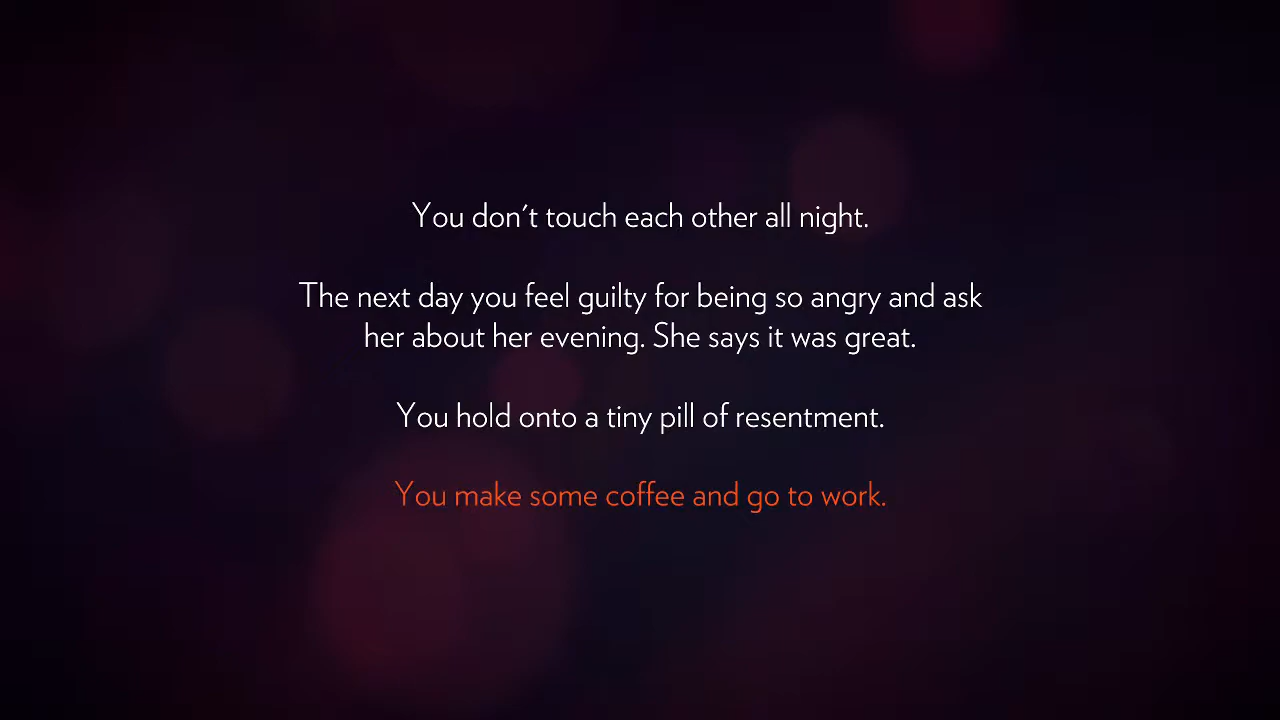 You don't touch each other all night.
The next day you feel guilty for being so angry and ask
her about her evening. She says it was great.
You hold onto a tiny pill of resentment.
You make some coffee and go to work.